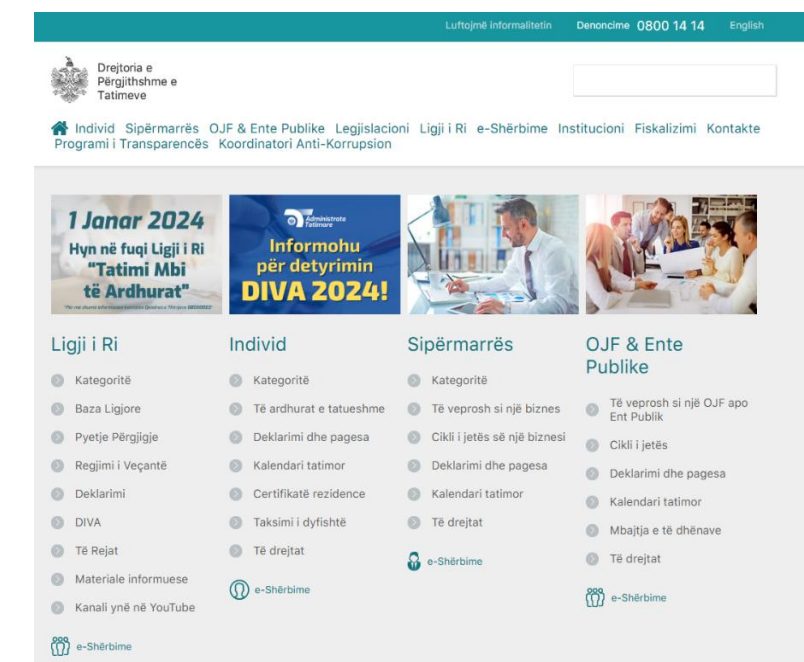 Luftojmë informalitetin Denoncime 0800 14 14 English
Drejtoria e
Përgjithshme e
Tatimeve
Individ Sipërmarrës OJF & Ente Publike Legjislacioni Ligji i Ri e-Shërbime Institucioni Fiskalizimi Kontakte
Programi i Transparencës Koordinatori Anti-Korrupsion
1 Janar 2024
Hyn në fuqi Ligji i Ri
"Tatimi Mbi
të Ardhurat"
Administrata
Tatimore
Informohu
për detyrimin
DIVA 2024!
Ligji i Ri
Kategoritë
Baza Ligjore
Pyetje Përgjigje
Regjimi i Veçantë
Deklarimi
DIVA
Të Rejat
Materiale informuese
Kanali ynë në YouTube
e-Shërbime
Individ
Kategoritë
Të ardhurat e tatueshme
Deklarimi dhe pagesa
Kalendari tatimor
Certifikatë rezidence
Taksimi i dyfishtë
Të drejtat
e-Shërbime
Sipërmarrës
Kategoritë
Të veprosh si një biznes
Cikli i jetës së një biznesi
Deklarimi dhe pagesa
Kalendari tatimor
Të drejtat
e-Shërbime
OJF & Ente
Publike
Të veprosh si një OJF apo
Ent Publik
Cikli i jetës
Deklarimi dhe pagesa
Kalendari tatimor
Mbajtja e të dhënave
Të drejtat
e-Shërbime